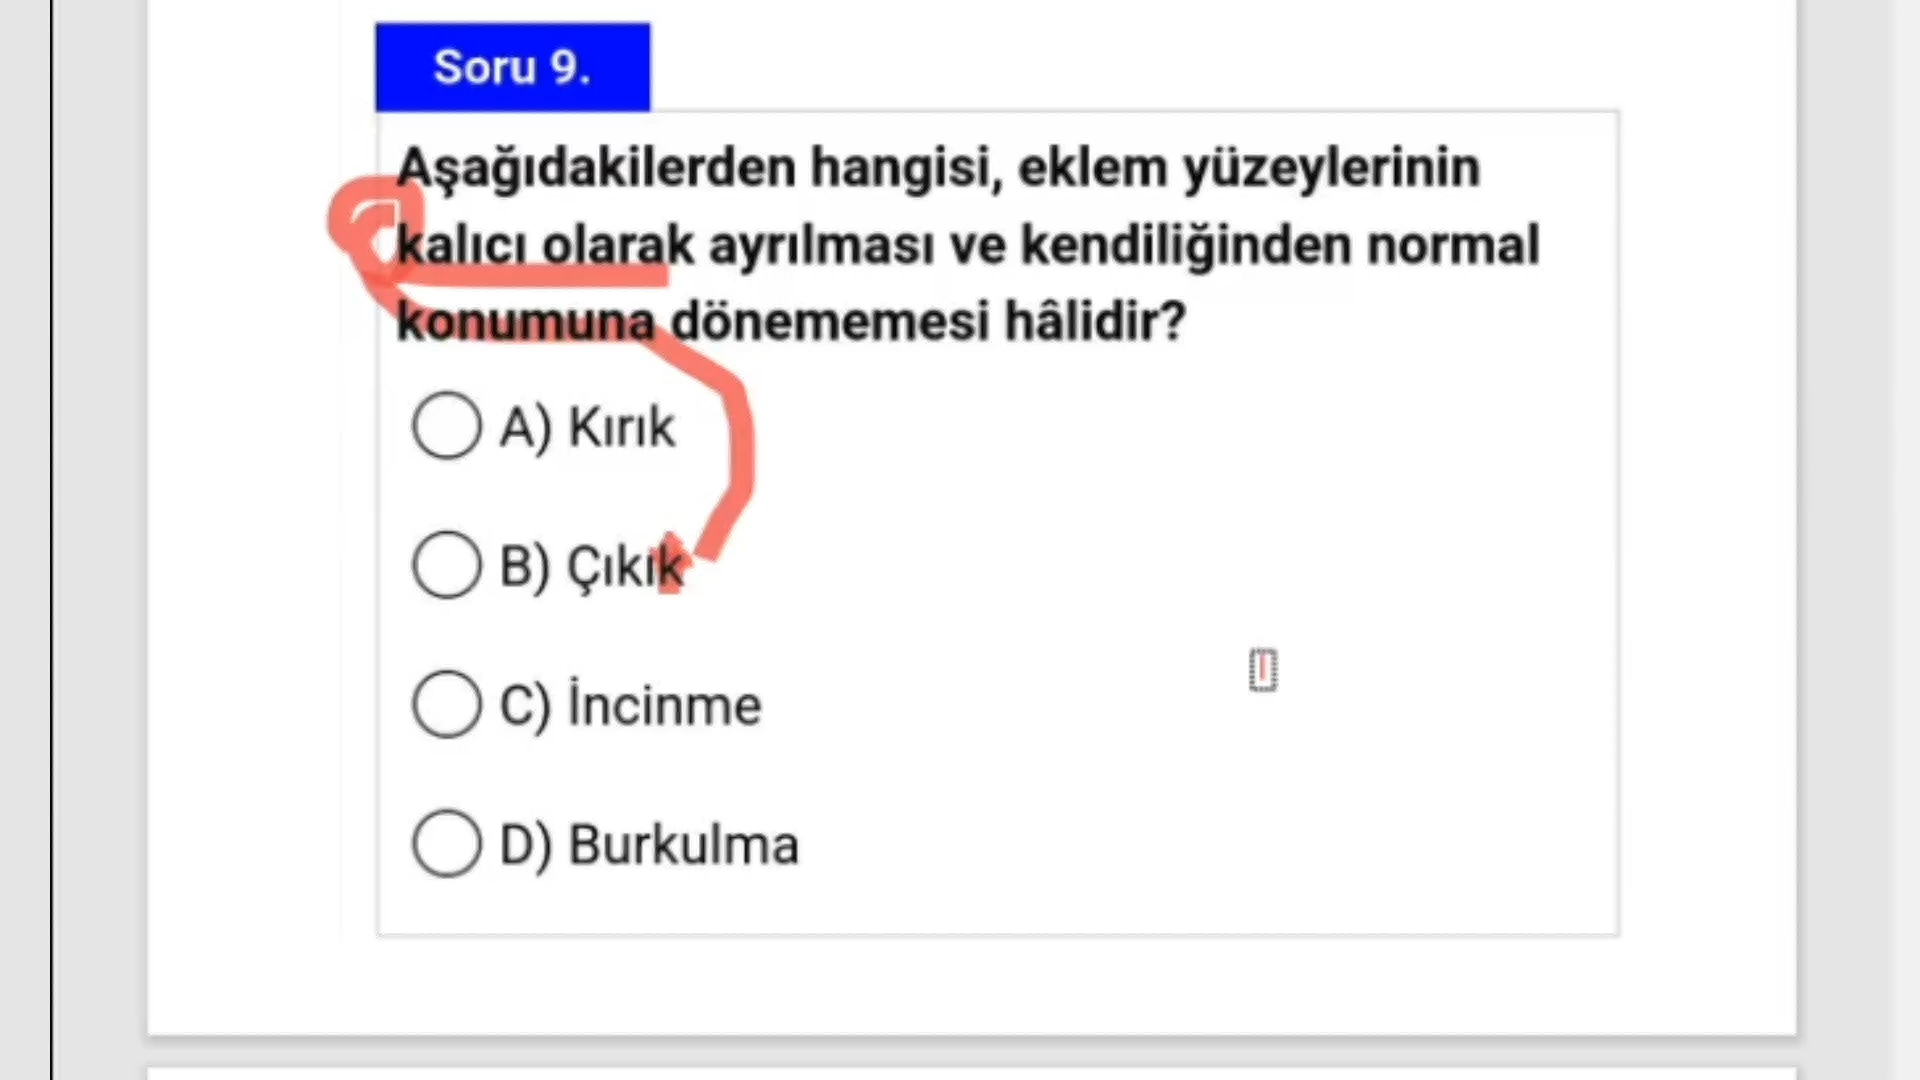 Soru 9.
Aşağıdakilerden hangisi, eklem yüzeylerinin
kalıcı olarak ayrılması ve kendiliğinden normal
konumuna dönememesi hâlidir?
A) Kırık
B) Çıkık
C) İncinme
D) Burkulma